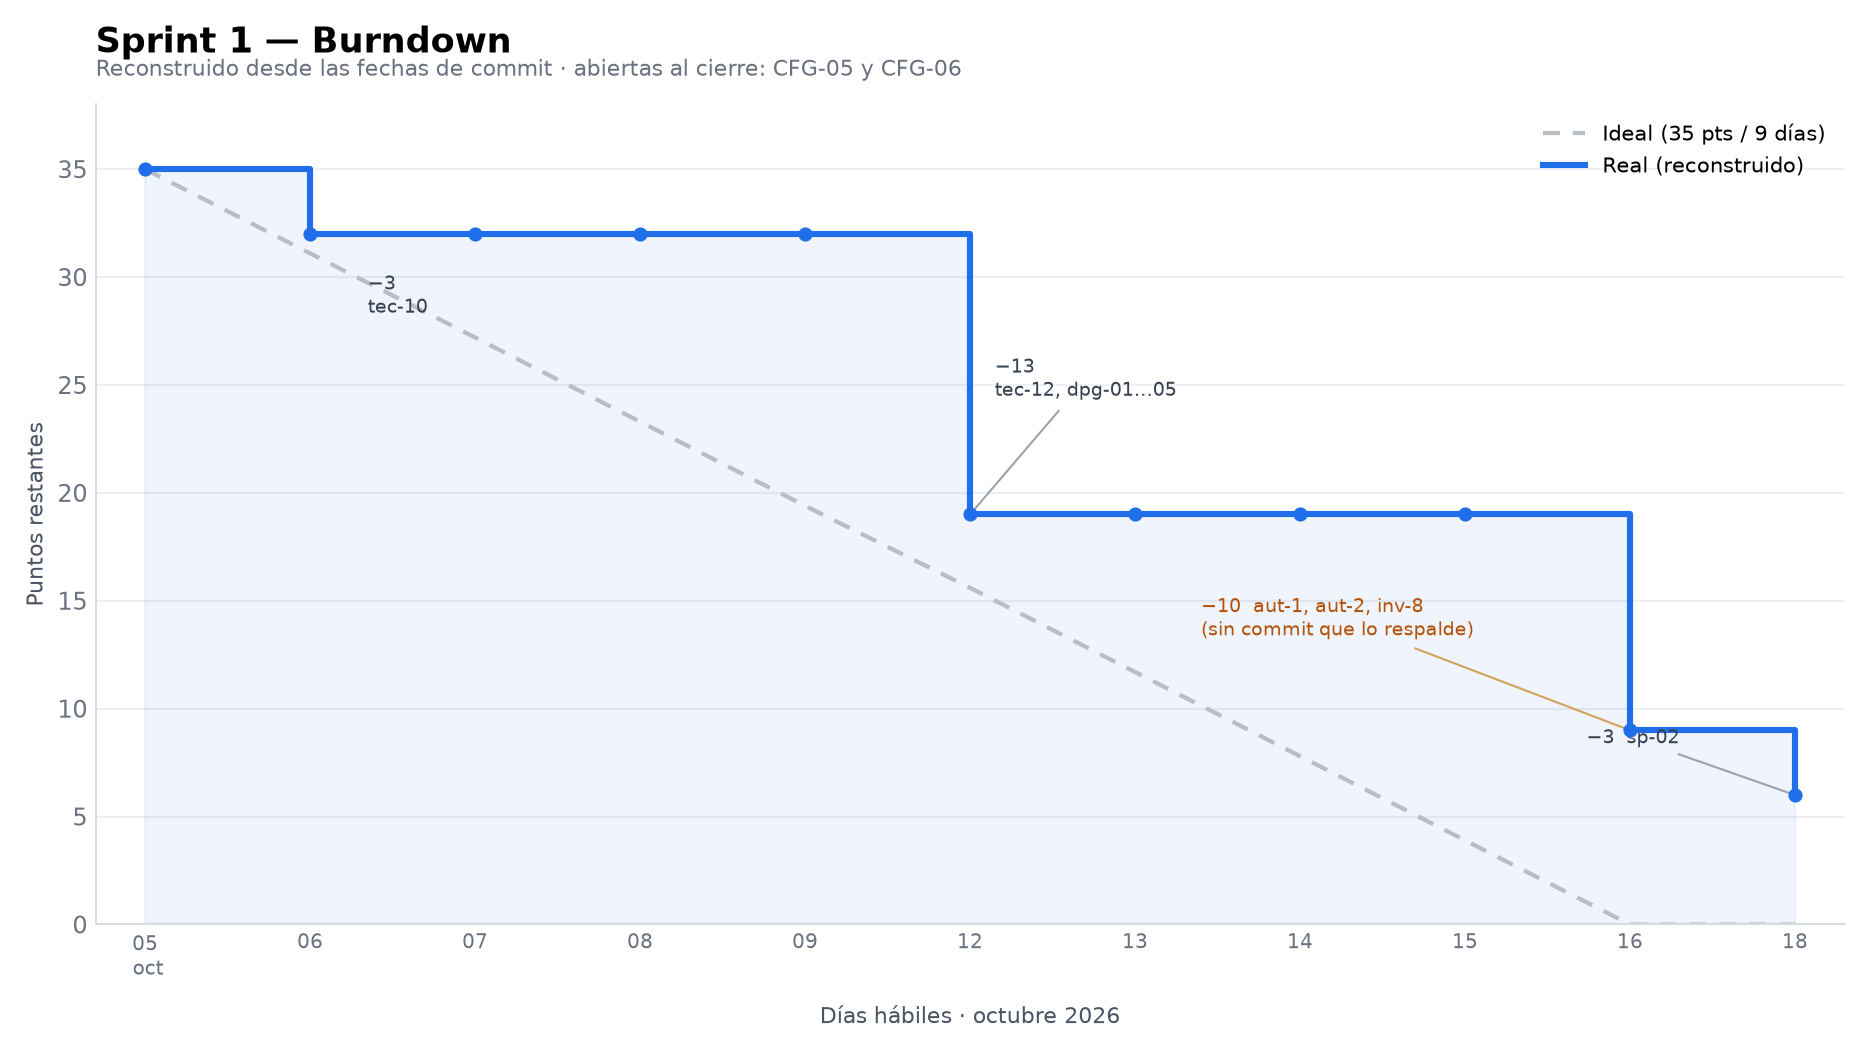 Sprint 1 — Burndown
Reconstruido desde las fechas de commit · abiertas al cierre: CFG-05 y CFG-06
Ideal (35 pts / 9 días)
Real (reconstruido)
Puntos restantes
35
30
25
20
15
10
5
0
−3
tec-10
−13
tec-12, dpg-01…05
−10  aut-1, aut-2, inv-8
(sin commit que lo respalde)
−3  sp-02
05
oct
06
07
08
09
12
13
14
15
16
18
Días hábiles · octubre 2026